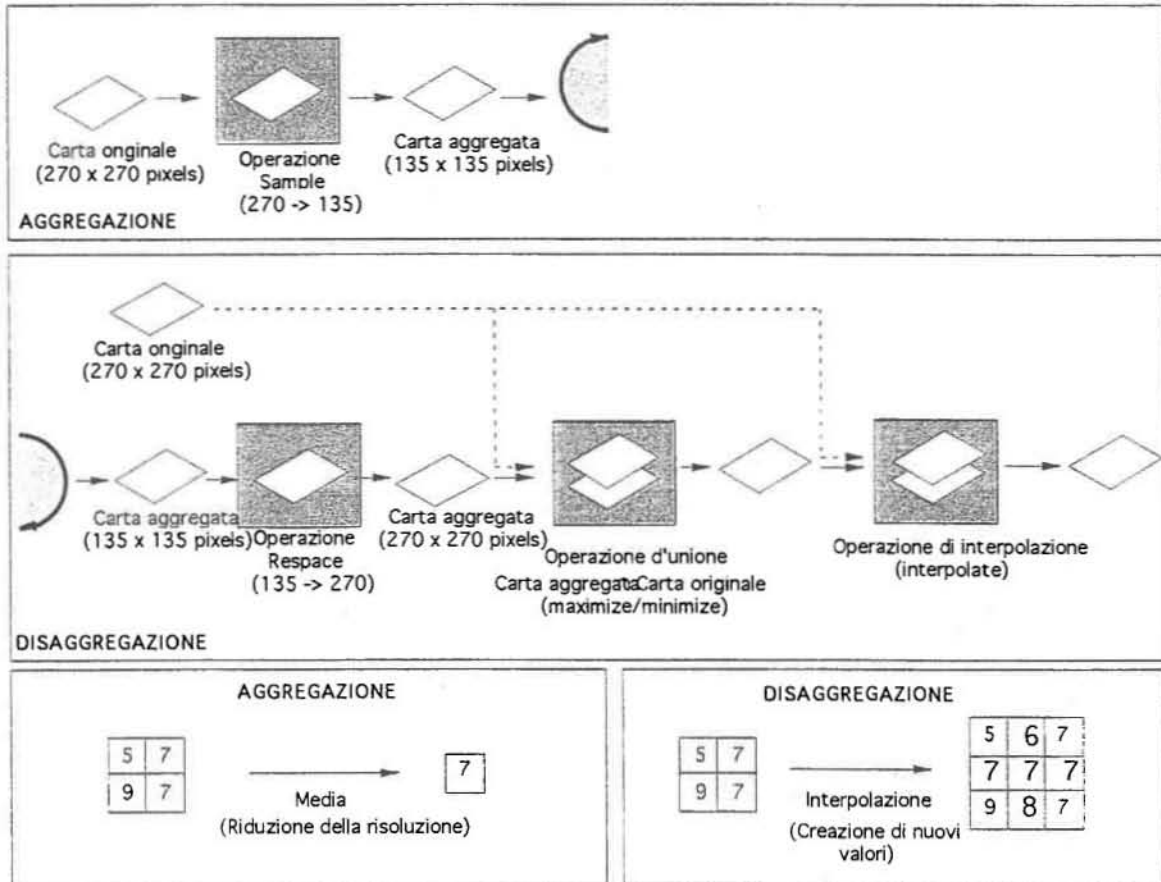 Carta onginale
(270 x 270 pixels)
Operazione
Sample
(270 -> 135)
Carta aggregata
(135 x 135 pixels)
AGGREGAZIONE
Carta onginale
(270 x 270 pixels)
Carta aggregata
(135 x 135 pixels)
Operazione
Respace
(135 -> 270)
Carta aggregata
(270 x 270 pixels)
Operazione d'unione
Carta aggregata Carta originale
(maximize/minimize)
Operazione di interpolazione
(interpolate)
DISAGGREGAZIONE
AGGREGAZIONE
5 7
9 7
Media
(Riduzione della risoluzione)
7
DISAGGREGAZIONE
5 7
9 7
Interpolazione
(Creazione di nuovi
valori)
5 6 7
7 7 7
9 8 7